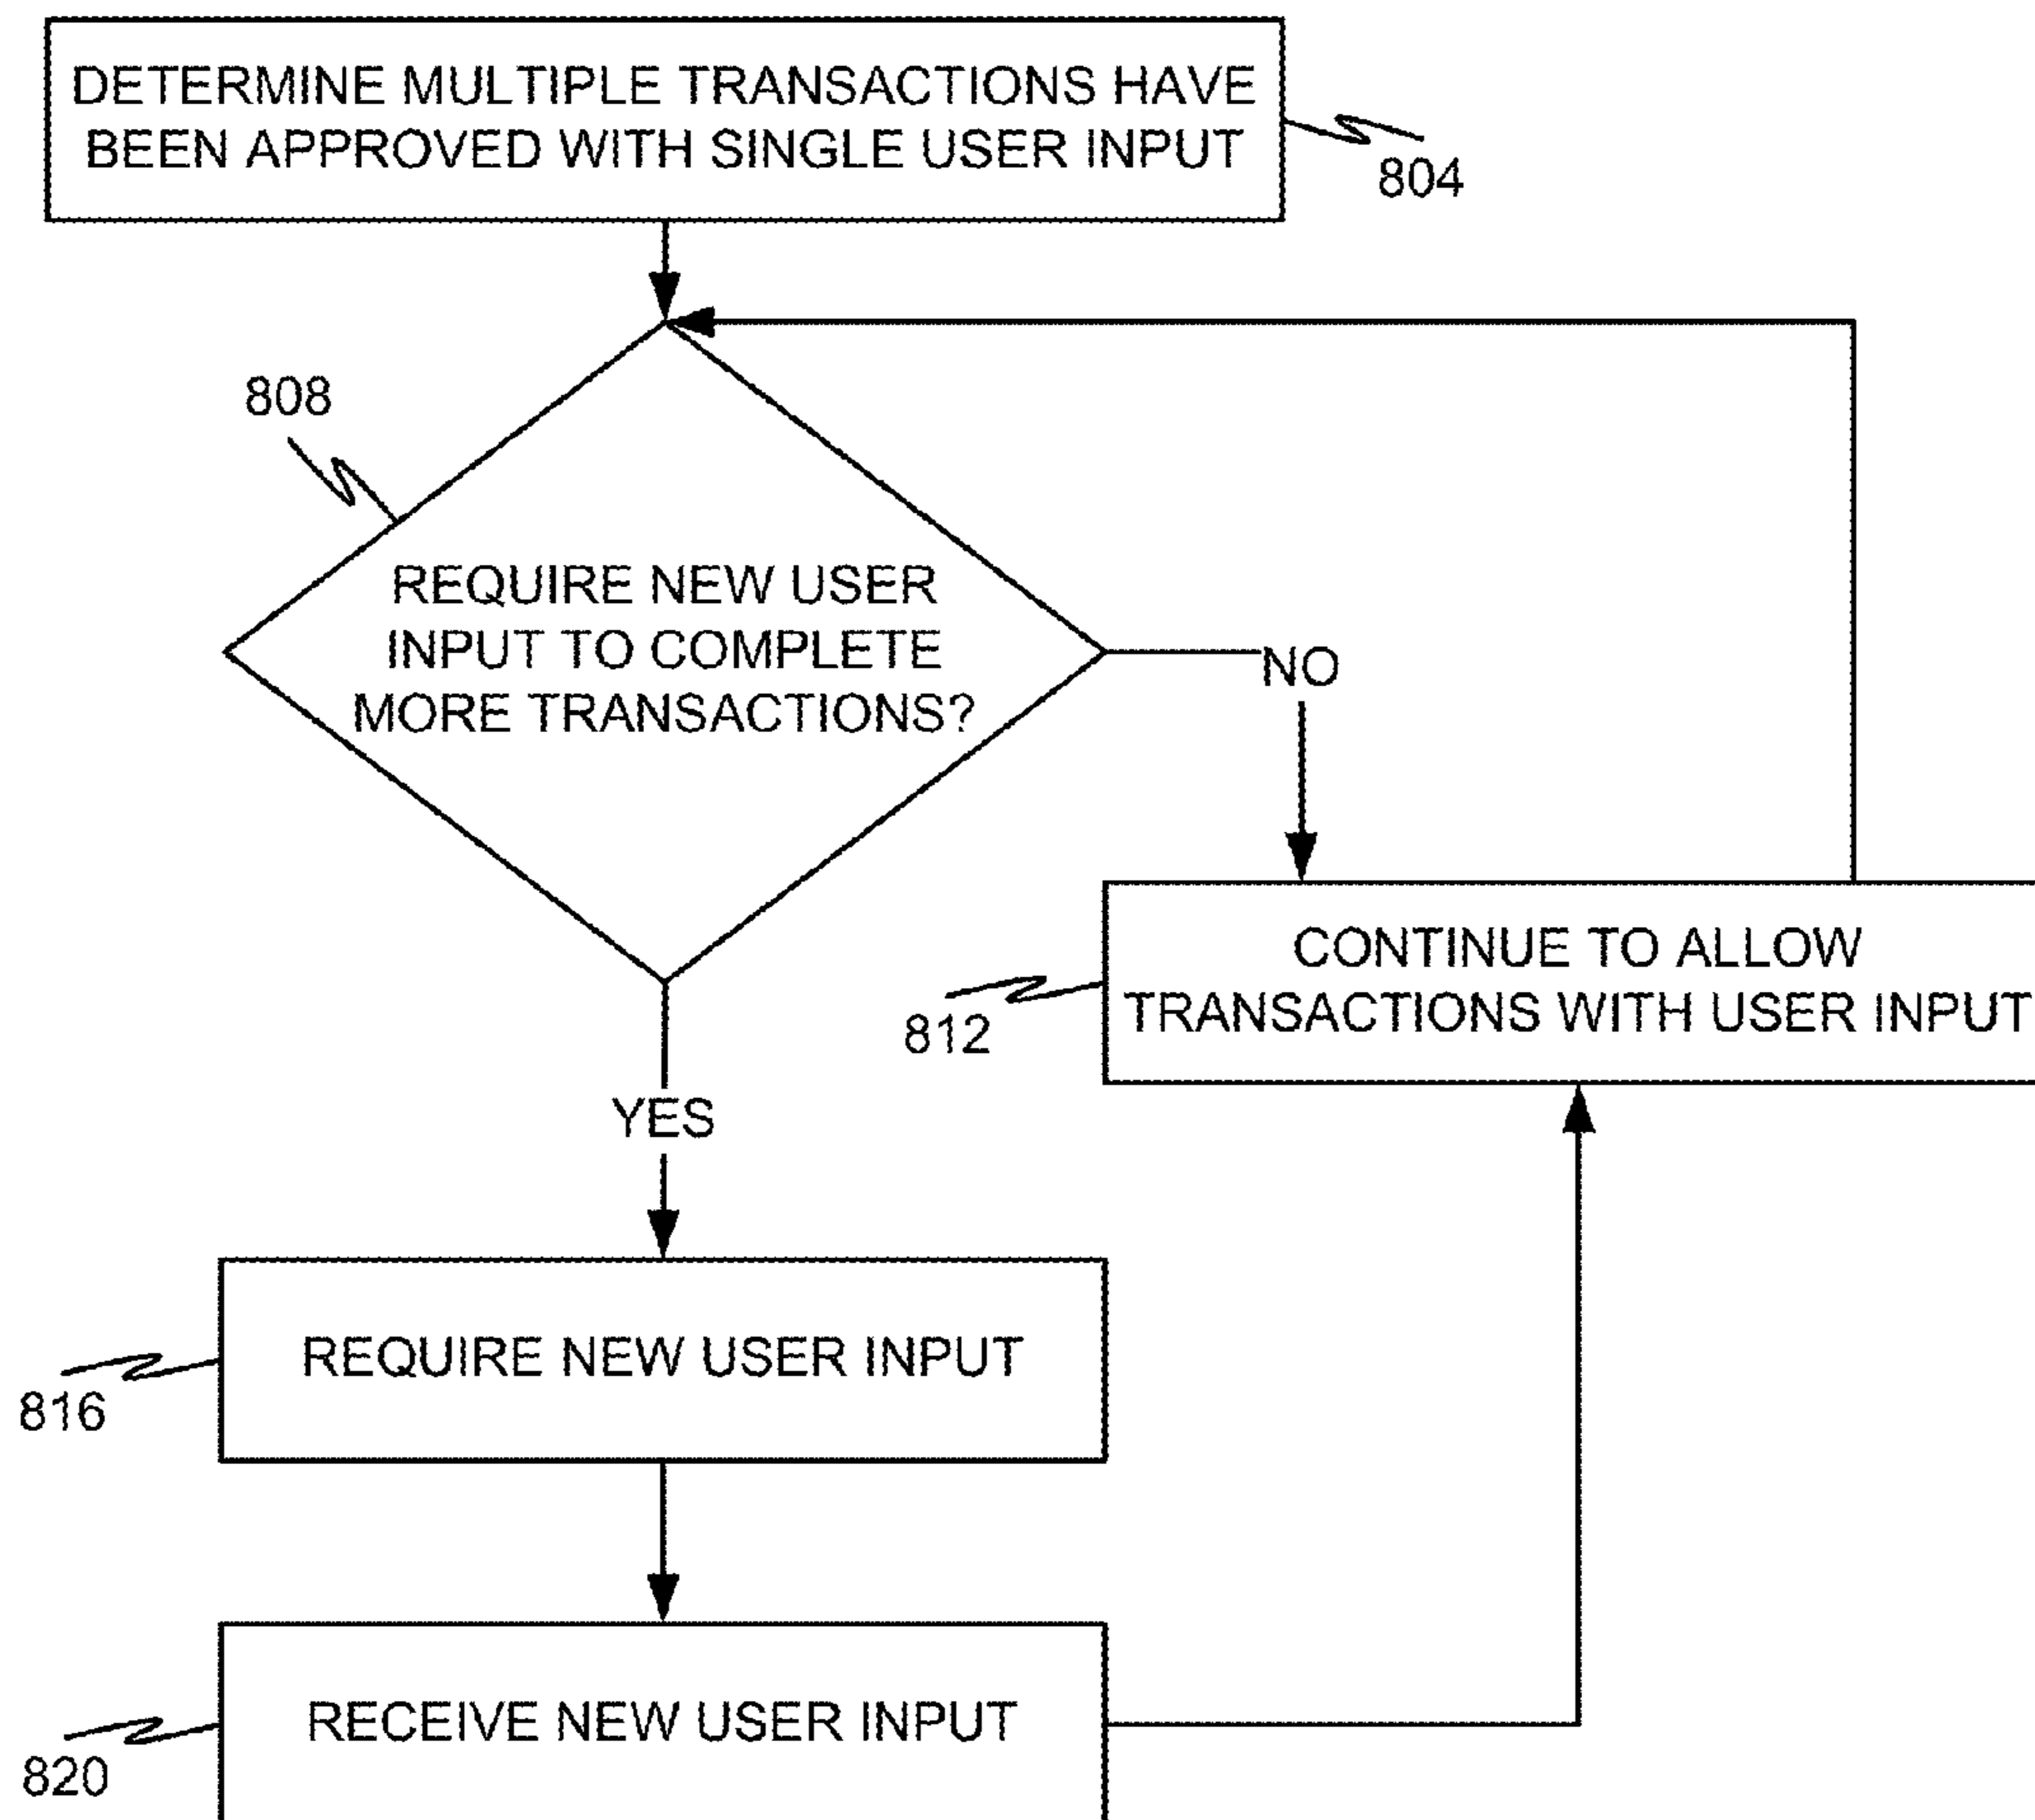 DETERMINE MULTIPLE TRANSACTIONS HAVE
BEEN APPROVED WITH SINGLE USER INPUT
804
808
REQUIRE NEW USER
INPUT TO COMPLETE
MORE TRANSACTIONS?
NO
CONTINUE TO ALLOW
TRANSACTIONS WITH USER INPUT
812
YES
REQUIRE NEW USER INPUT
816
RECEIVE NEW USER INPUT
820